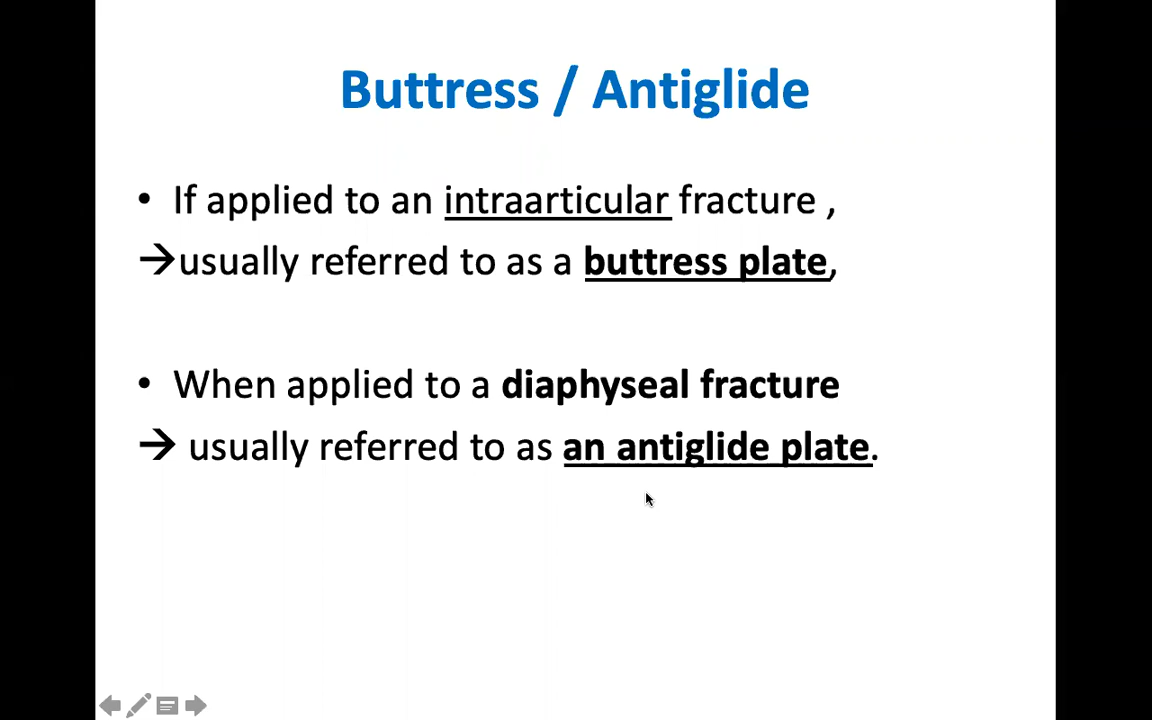 Buttress / Antiglide
• If applied to an intraarticular fracture ,
→usually referred to as a buttress plate,
• When applied to a diaphyseal fracture
→ usually referred to as an antiglide plate.